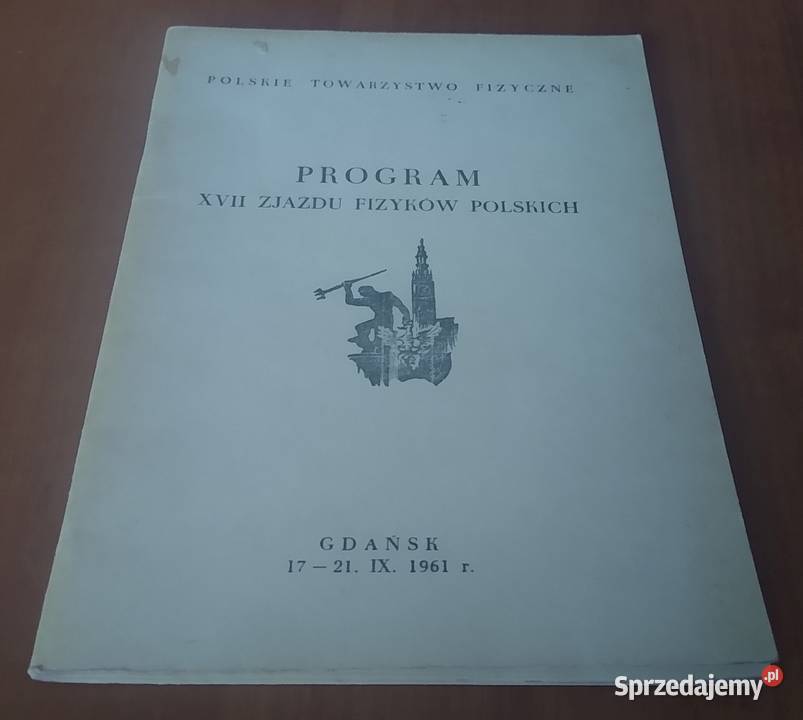 POLSKIE TOWARZYSTWO FIZYCZNE
PROGRAM
XVII ZJAZDU FIZYKÓW POLSKICH
GDAŃSK
17 — 21. IX. 1961 r.
Sprzedajemy.pl